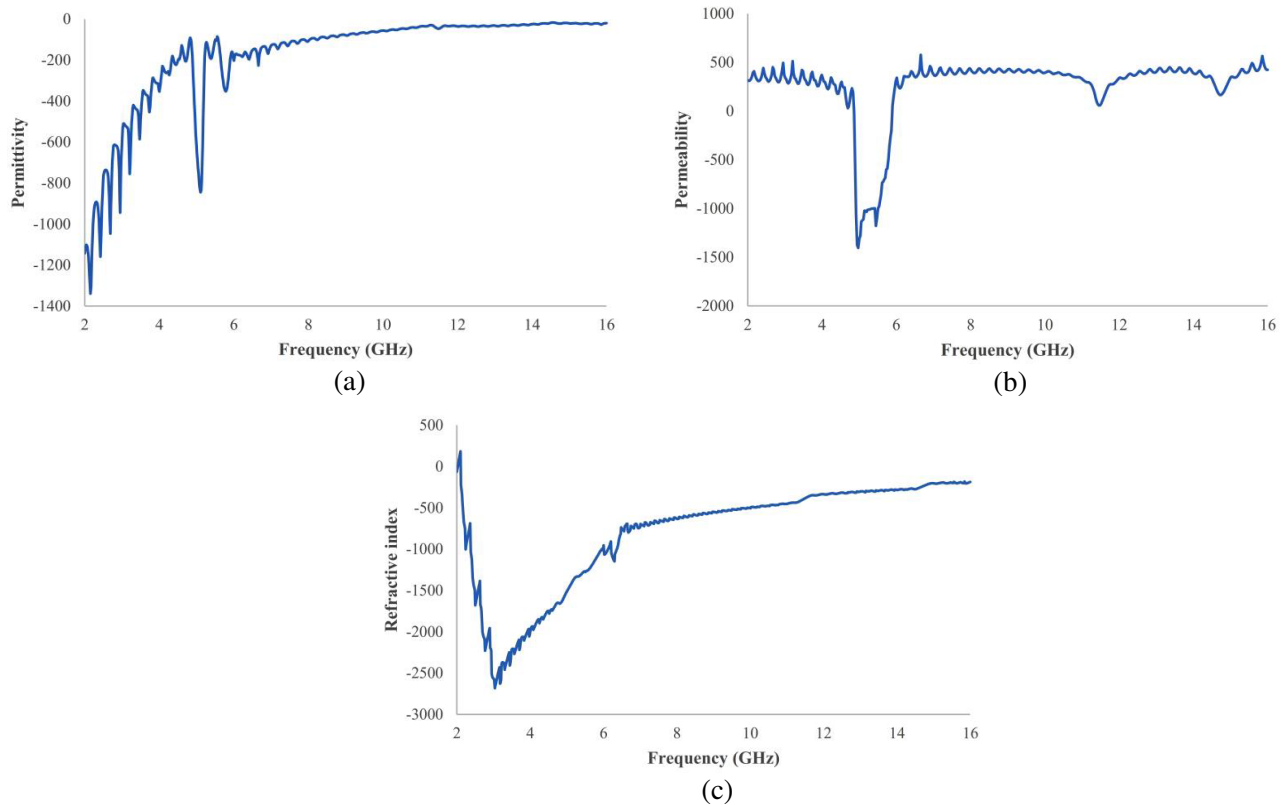 0
-200
-400
-600
-800
-1000
-1200
-1400
Permittivity
2 4 6 8 10 12 14 16
Frequency (GHz)
(a)
1000
500
0
-500
-1000
-1500
-2000
Permeability
2 4 6 8 10 12 14 16
Frequency (GHz)
(b)
500
0
-500
-1000
-1500
-2000
-2500
-3000
Refractive index
2 4 6 8 10 12 14 16
Frequency (GHz)
(c)